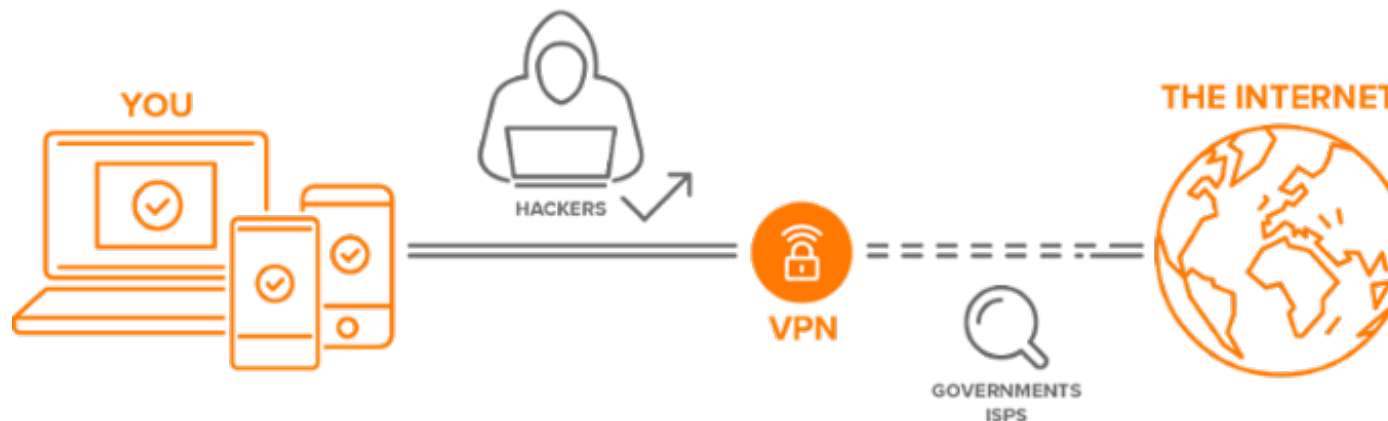 YOU
HACKERS
VPN
THE INTERNET
GOVERNMENTS
ISPS